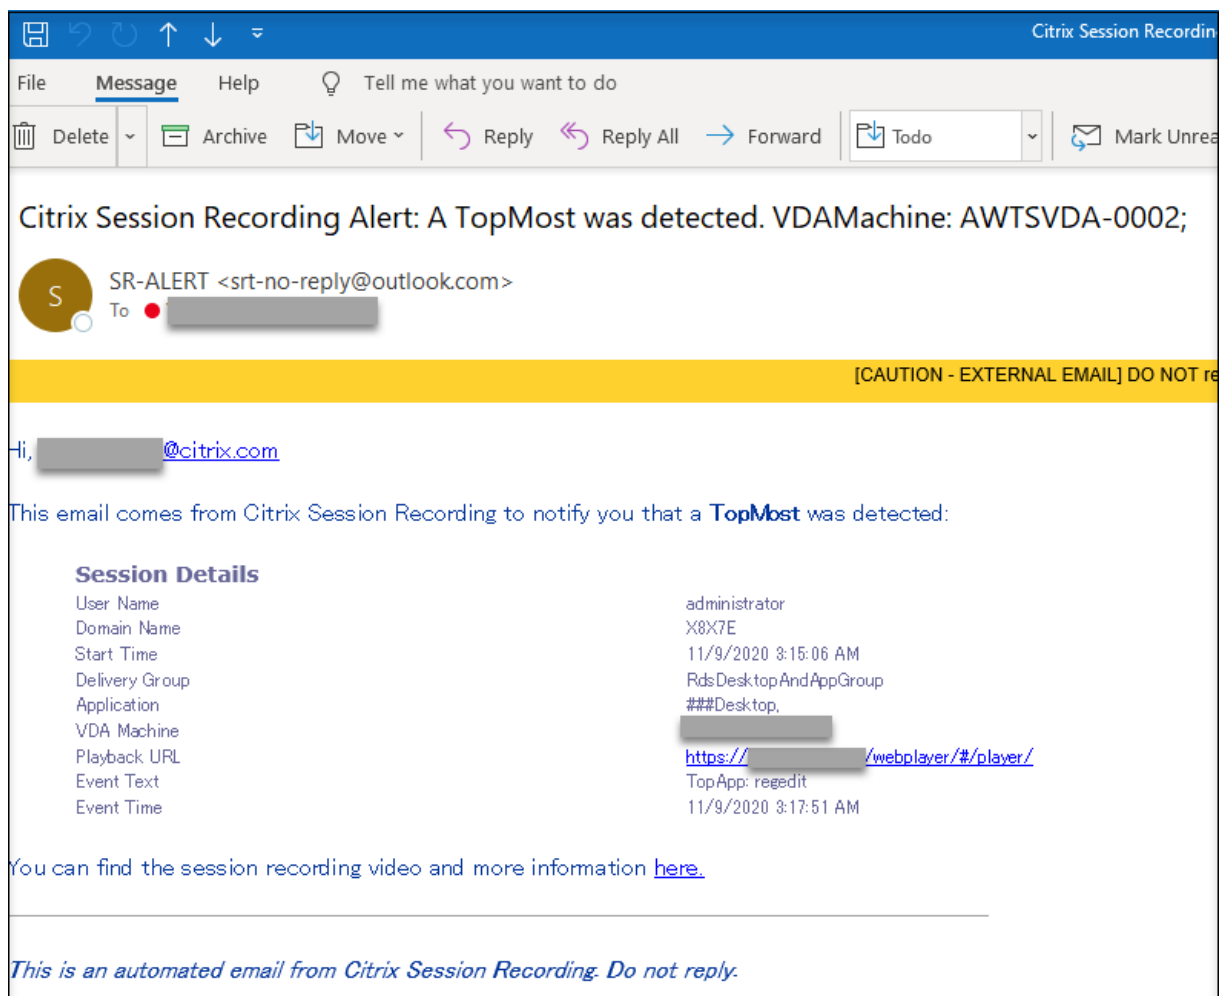 Citrix Session Recordin
File Message Help Tell me what you want to do
Delete Archive Move Reply Reply All Forward Todo Mark Unrea
Citrix Session Recording Alert: A TopMost was detected. VDAMachine: AWTSVDA-0002;
S
SR-ALERT <srt-no-reply@outlook.com>
To
[CAUTION - EXTERNAL EMAIL] DO NOT re
Hi, @citrix.com
This email comes from Citrix Session Recording to notify you that a TopMost was detected:
Session Details
User Name administrator
Domain Name X8X7E
Start Time 11/9/2020 3:15:06 AM
Delivery Group RdsDesktopAndAppGroup
Application ###Desktop,
VDA Machine
Playback URL https:// /webplayer/#/player/
Event Text TopApp: regedit
Event Time 11/9/2020 3:17:51 AM
You can find the session recording video and more information here.
This is an automated email from Citrix Session Recording. Do not reply.